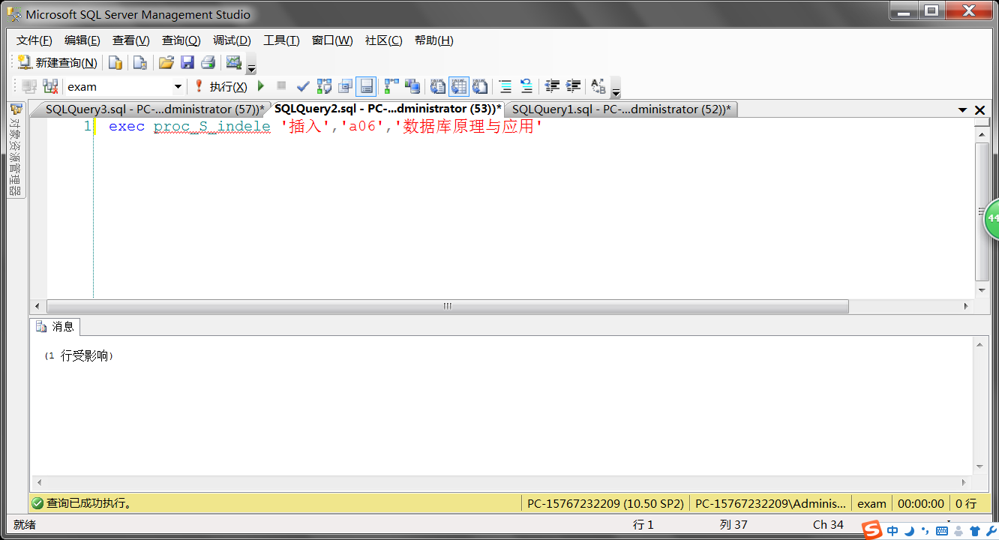 Microsoft SQL Server Management Studio
文件(F) 编辑(E) 查看(V) 查询(Q) 调试(D) 工具(T) 窗口(W) 社区(C) 帮助(H)
新建查询(N)
exam 执行(X)
对象资源管理器
SQLQuery3.sql - PC-...dministrator (57))* SQLQuery2.sql - PC-...dministrator (53))* SQLQuery1.sql - PC-...dministrator (52))*
1 exec proc_S_indele '插入','a06','数据库原理与应用'
44
消息
(1 行受影响)
查询已成功执行。 PC-15767232209 (10.50 SP2) PC-15767232209\Adminis... exam 00:00:00 0 行
就绪 行 1 列 37 Ch 34
S 中